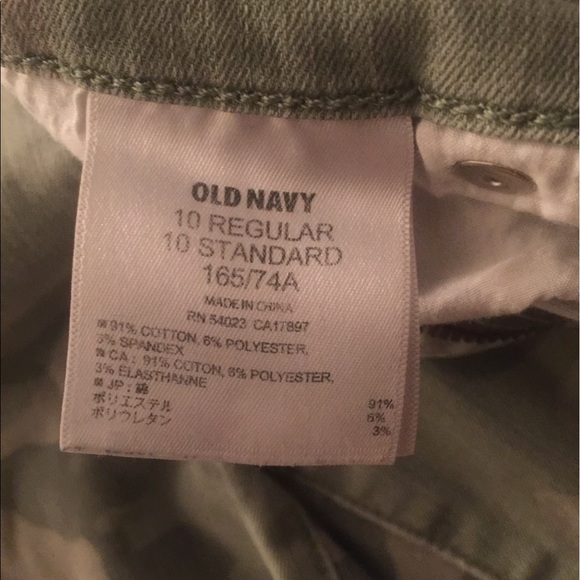 OLD NAVY
10 REGULAR
10 STANDARD
165/74A
MADE IN CHINA
RN 54023 CA17897
91% COTTON, 6% POLYESTER,
3% SPANDEX
CA : 91% COTON, 6% POLYESTER,
3% ELASTHANNE
JP : 綿 91%
ポリエステル 6%
ポリウレタン 3%